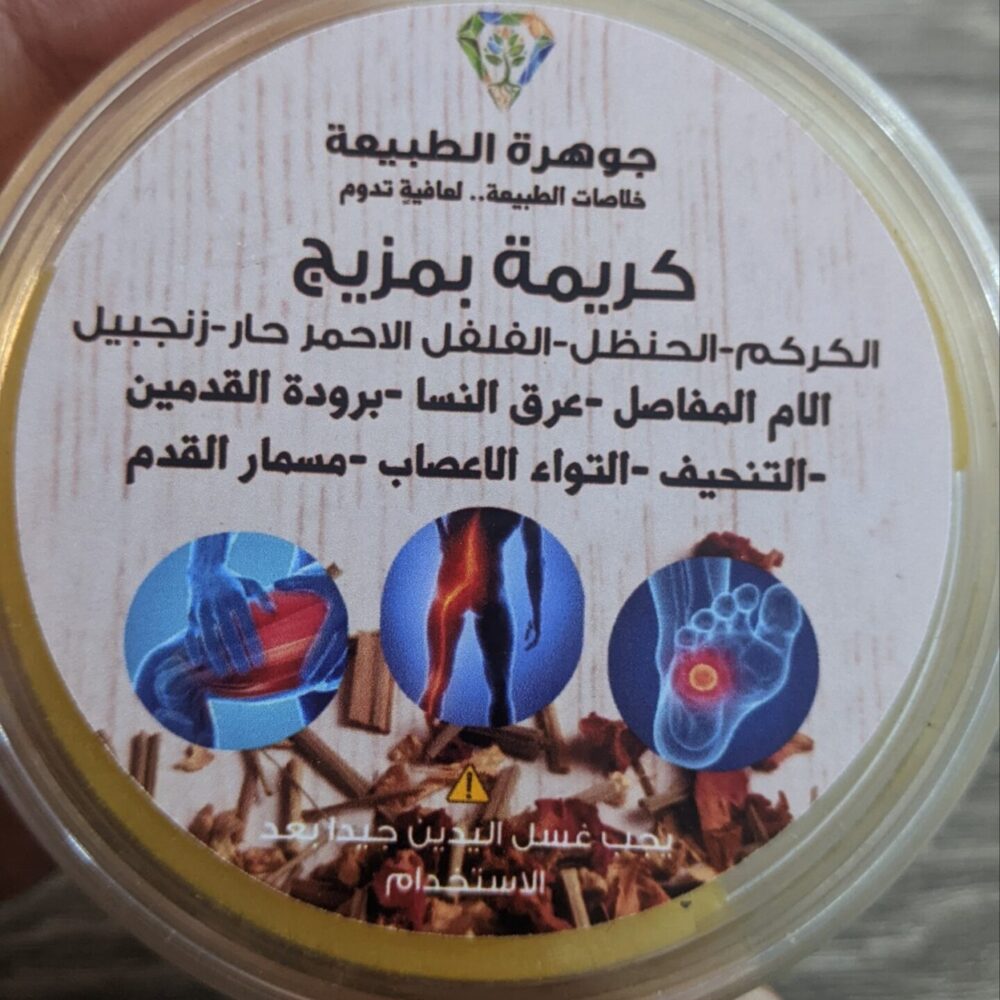 جوهرة الطبيعة
خلاصات الطبيعة.. لعافيةٍ تدوم
كريمة بمزيج
الكركم-الحنظل-الفلفل الاحمر حار-زنجبيل
الام المفاصل -عرق النسا -برودة القدمين
-التنحيف -التواء الاعصاب -مسمار القدم
يجب غسل اليدين جيدا بعد
الاستخدام